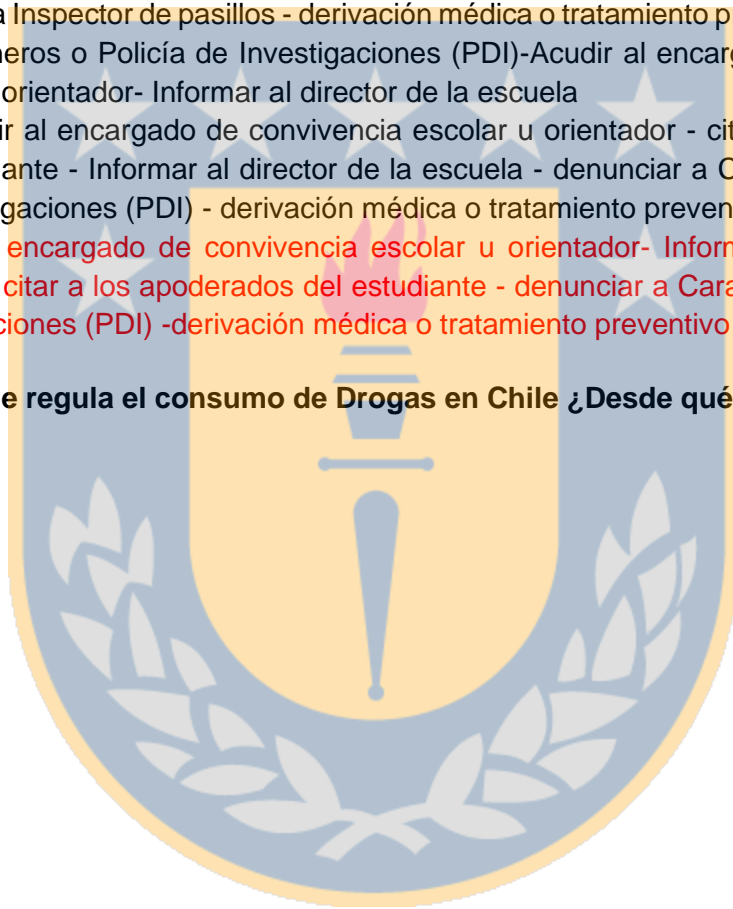 a Inspector de pasillos - derivación médica o tratamiento p
neros o Policía de Investigaciones (PDI)-Acudir al encarg
orientador- Informar al director de la escuela
ir al encargado de convivencia escolar u orientador - cit
ante - Informar al director de la escuela - denunciar a C
gaciones (PDI) - derivación médica o tratamiento preven
encargado de convivencia escolar u orientador- Inform
citar a los apoderados del estudiante - denunciar a Cara
ciones (PDI) -derivación médica o tratamiento preventivo
e regula el consumo de Drogas en Chile ¿Desde qué